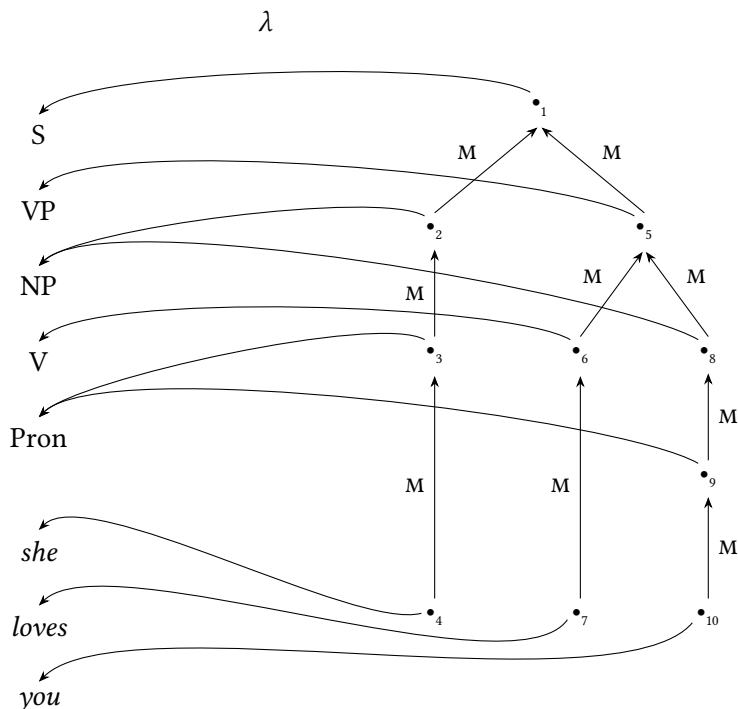 λ
•1
S
M M
VP
•2 •5
NP
M M M
V
•3 •6 •8
Pron
M
•9
M M
she
M
loves
•4 •7 •10
you